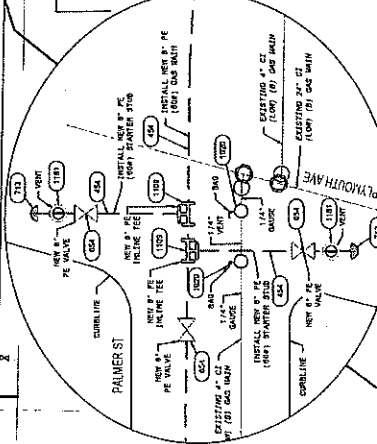 713
VENT
1181
454
INSTALL NEW 8" PE
(60#) STARTER STUB
NEW 8"
PE VALVE
654
INSTALL NEW 8" PE
(60#) GAS MAIN
454
EXISTING 4" CI
(LOW) (B) GAS MAIN
EXISTING 24" CI
(LOW) (B) GAS MAIN
PLYMOUTH AVE
CURBLINE
PALMER ST
NEW 8" PE
INLINE TEE
NEW 8" PE
INLINE TEE
1020
BAG
1/4"
VENT
1/4"
GAUGE
1020
BAG
1/4"
GAUGE
NEW 8"
PE VALVE
654
EXISTING 4" CI
(B) GAS MAIN
INSTALL NEW 8" PE
(60#) STARTER STUB
454
654
NEW 8" PE
VALVE
1181
VENT
CURBLINE